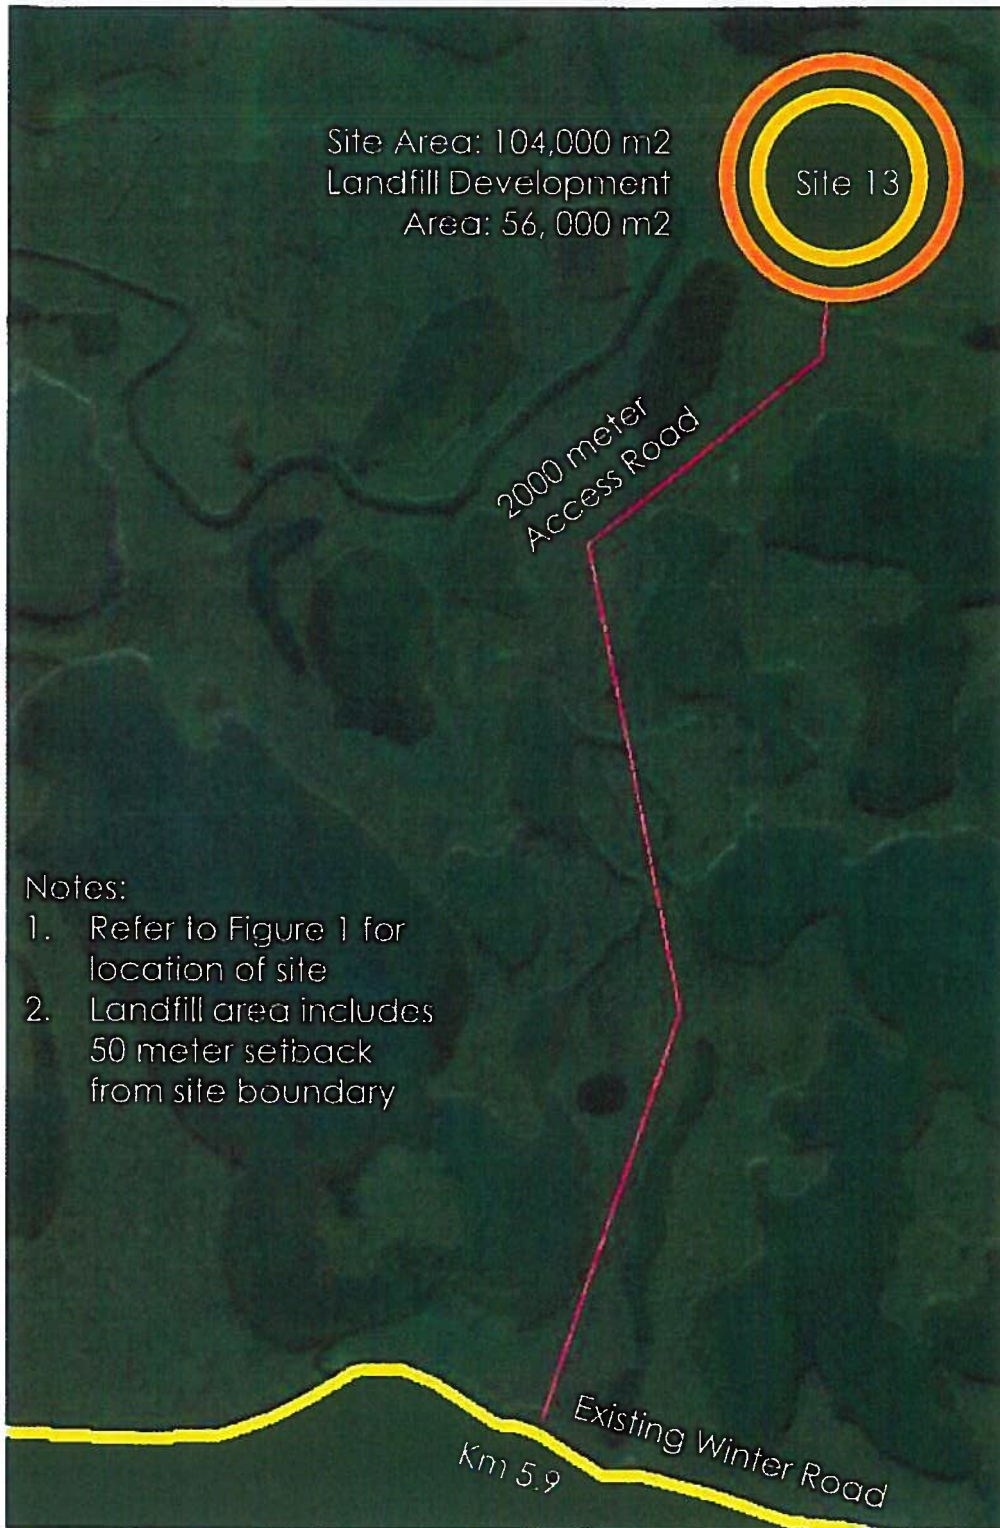 Site Area: 104,000 m2
Landfill Development
Area: 56, 000 m2
Site 13
2000 meter
Access Road
Notes:
1. Refer to Figure 1 for
location of site
2. Landfill area includes
50 meter setback
from site boundary
Existing Winter Road
Km 5.9